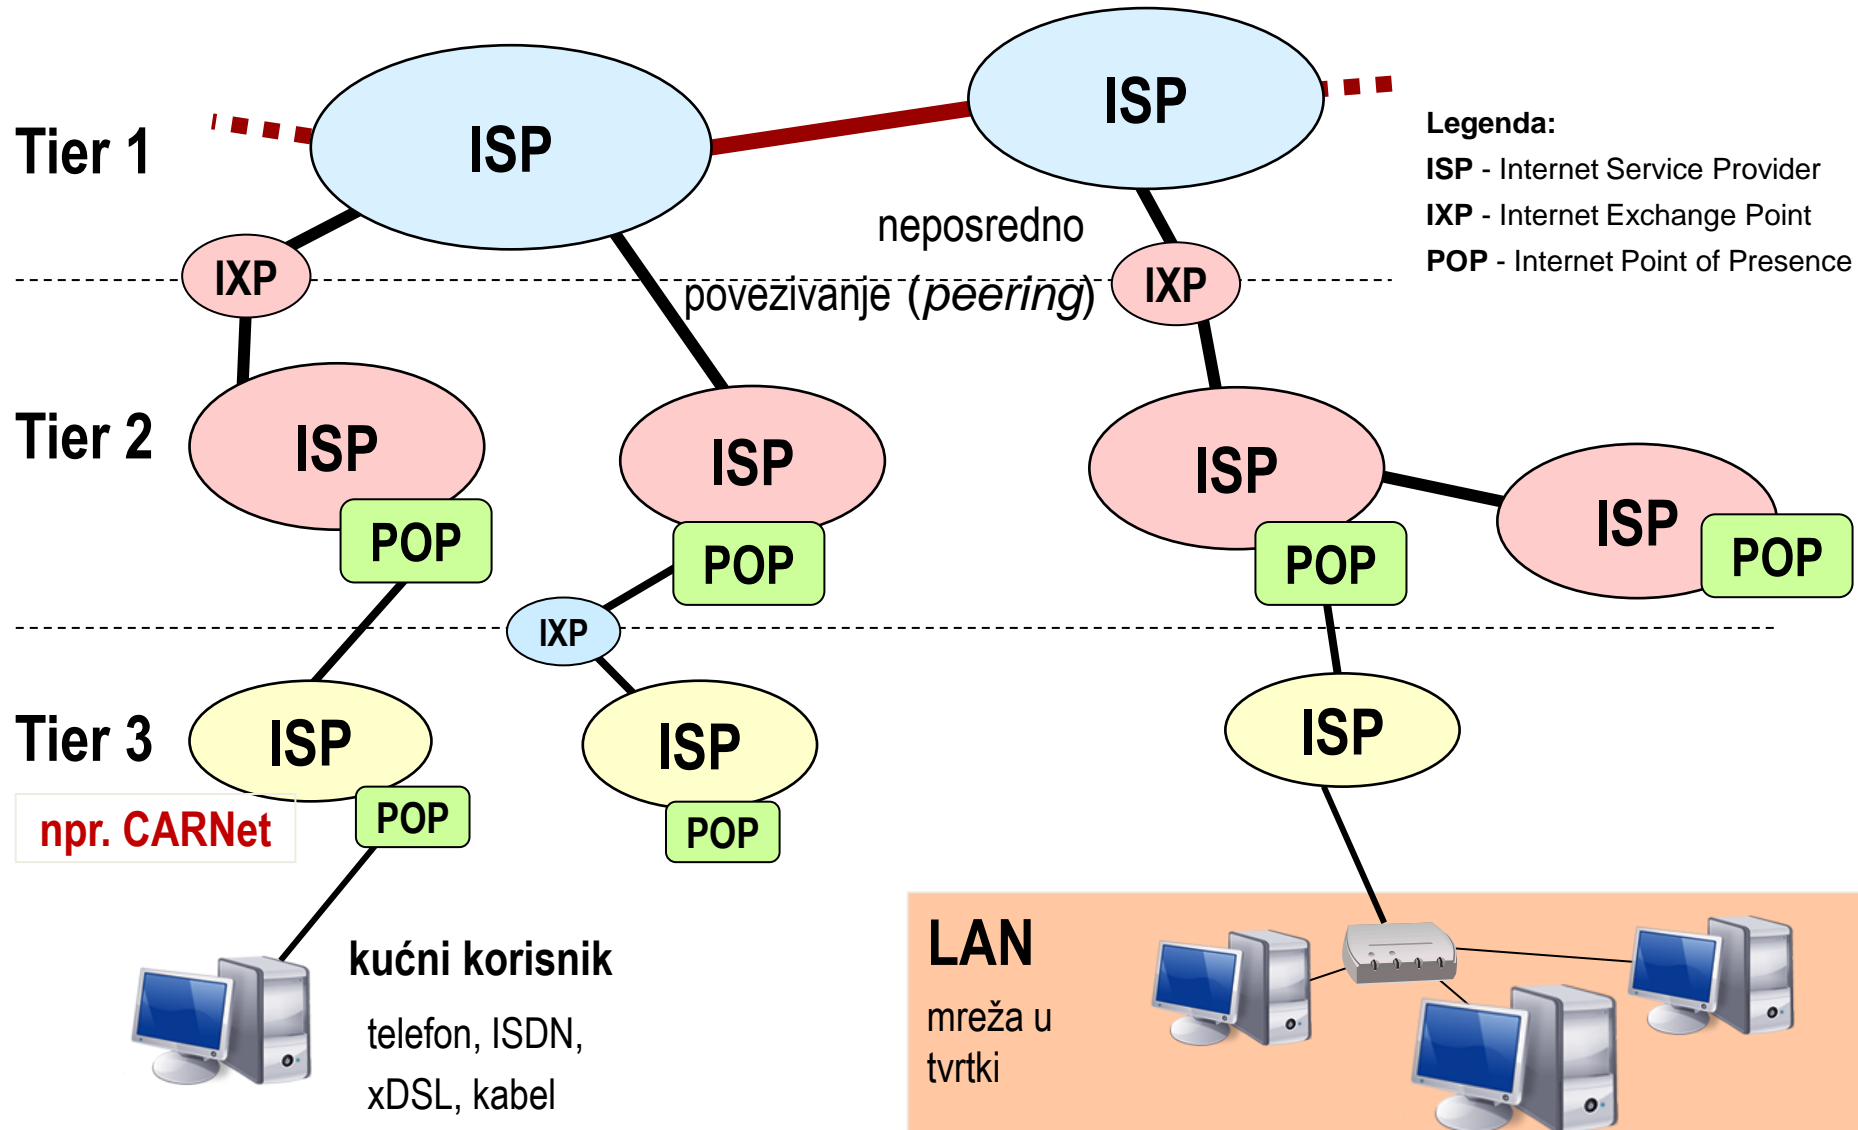 Tier 1
ISP
ISP
Legenda:
ISP - Internet Service Provider
IXP - Internet Exchange Point
POP - Internet Point of Presence
neposredno
povezivanje (peering)
IXP
IXP
Tier 2
ISP
ISP
ISP
ISP
POP
POP
POP
POP
IXP
Tier 3
ISP
ISP
ISP
npr. CARNet
POP
POP
kućni korisnik
telefon, ISDN,
xDSL, kabel
LAN
mreža u
tvrtki